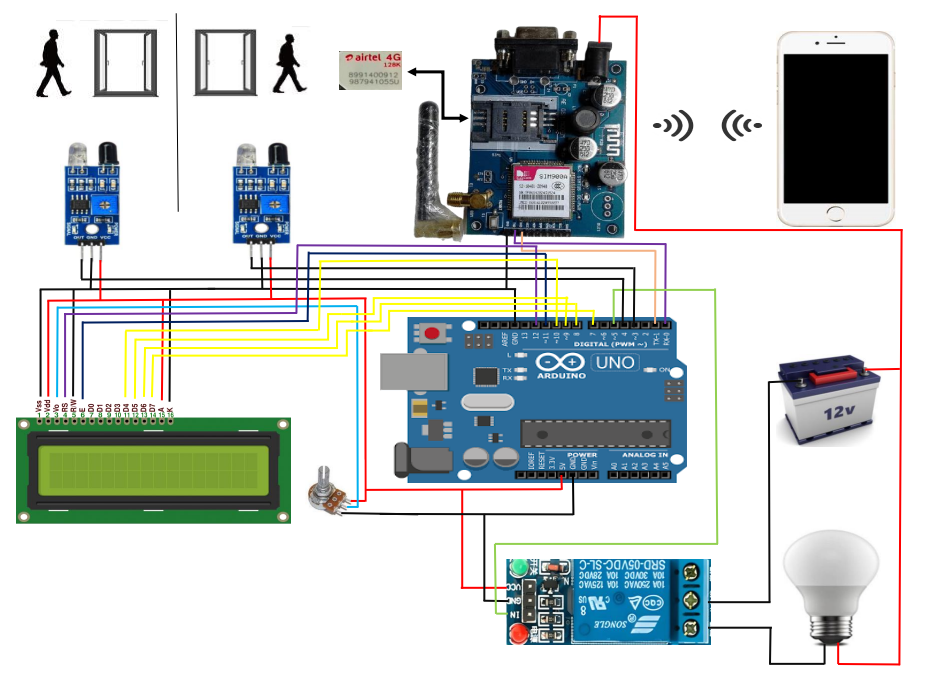 airtel 4G
128K
8991400912
987941055U
SIM900A
OUT GND VCC
OUT GND VCC
AREF
GND
13
12
~11
~10
~9
8
7
~6
~5
4
~3
2
TX-1
RX-0
DIGITAL (PWM ~)
L
TX
RX
UNO
ON
ARDUINO
12v
Vss
Vdd
Vo
RS
R/W
E
D0
D1
D2
D3
D4
D5
D6
D7
A
K
1 2 3 4 5 6 7 8 9 10 11 12 13 14 15 16
POWER
ANALOG IN
IOREF
RESET
3.3V
5V
GND
GND
Vin
A0
A1
A2
A3
A4
A5
VCC
GND
IN
SRD-05VDC-SL-C
10A 30VDC 10A 28VDC
10A 250VAC 10A 125VAC
CQC
SONGLE